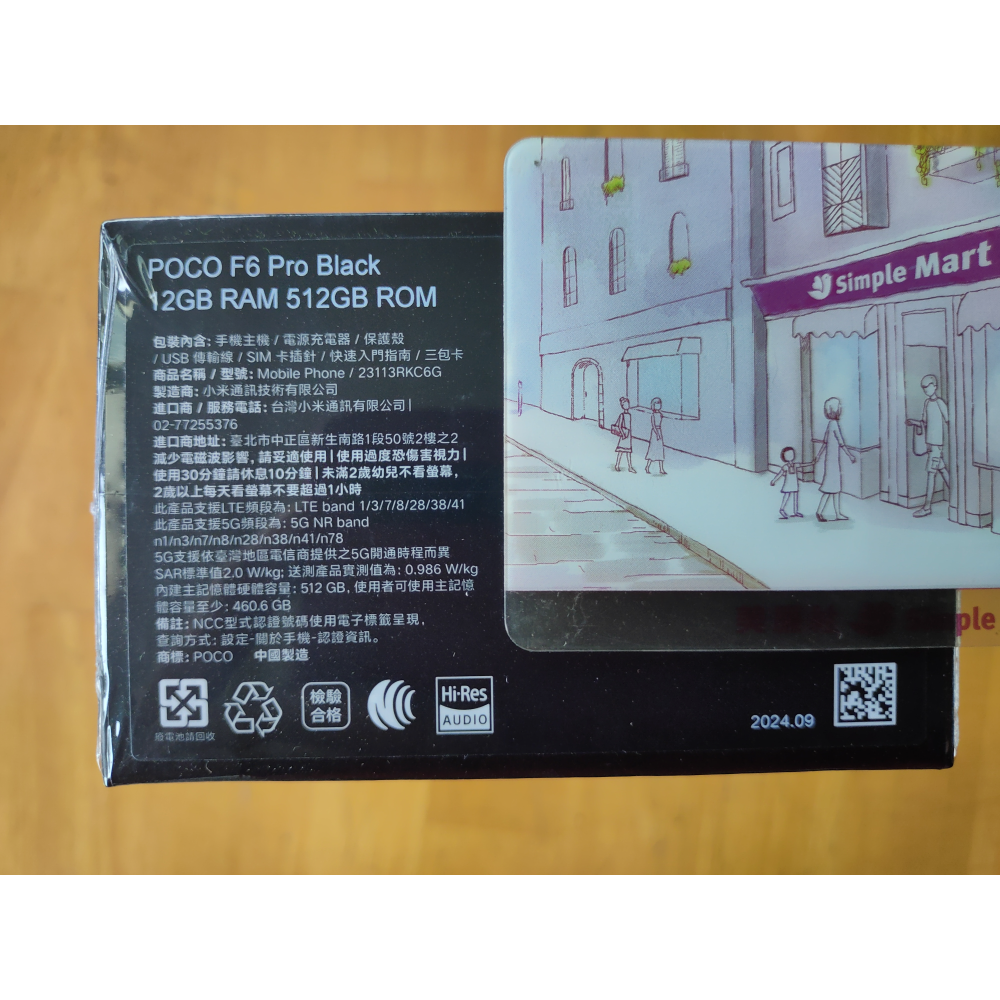 POCO F6 Pro Black
12GB RAM 512GB ROM
包裝內含: 手機主機 / 電源充電器 / 保護殼
/ USB 傳輸線 / SIM 卡插針 / 快速入門指南 / 三包卡
商品名稱 / 型號: Mobile Phone / 23113RKC6G
製造商: 小米通訊技術有限公司
進口商 / 服務電話: 台灣小米通訊有限公司 |
02-77255376
進口商地址: 臺北市中正區新生南路1段50號2樓之2
減少電磁波影響, 請妥適使用 | 使用過度恐傷害視力 |
使用30分鐘請休息10分鐘 | 未滿2歲幼兒不看螢幕,
2歲以上每天看螢幕不要超過1小時
此產品支援LTE頻段為: LTE band 1/3/7/8/28/38/41
此產品支援5G頻段為: 5G NR band
n1/n3/n7/n8/n28/n38/n41/n78
5G支援依臺灣地區電信商提供之5G開通時程而異
SAR標準值2.0 W/kg; 送測產品實測值為: 0.986 W/kg
內建主記憶體硬體容量: 512 GB, 使用者可使用主記憶
體容量至少: 460.6 GB
備註: NCC型式認證號碼使用電子標籤呈現,
查詢方式: 設定-關於手機-認證資訊。
商標: POCO 中國製造
廢電池請回收
檢驗
合格
Hi-Res
AUDIO
2024.09
Simple Mart
ple